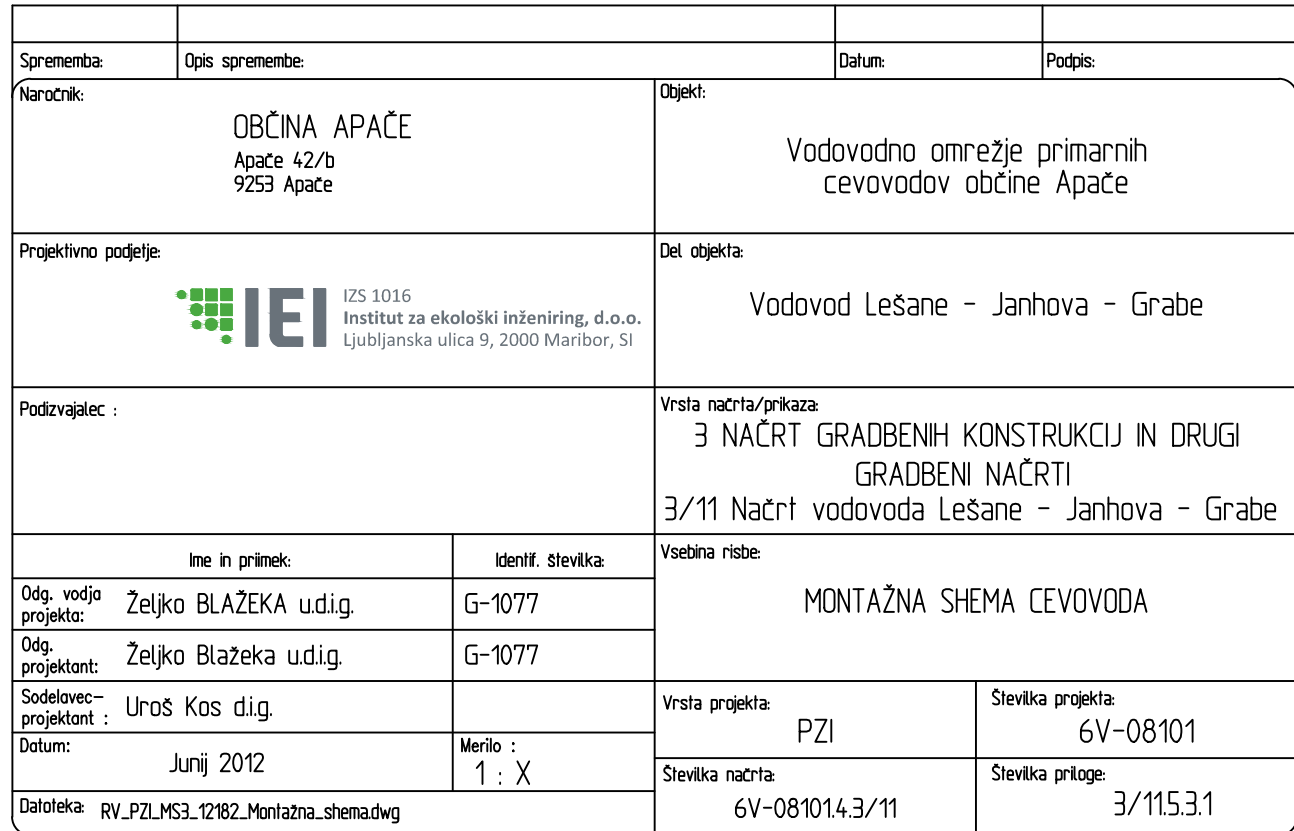 Sprememba: Opis spremembe: Datum: Podpis:
Naročnik:
OBČINA APAČE
Apače 42/b
9253 Apače
Objekt:
Vodovodno omrežje primarnih
cevovodov občine Apače
Projektivno podjetje:
IEI
IZS 1016
Institut za ekološki inženiring, d.o.o.
Ljubljanska ulica 9, 2000 Maribor, SI
Del objekta:
Vodovod Lešane - Janhova - Grabe
Podizvajalec :
Vrsta načrta/prikaza:
3 NAČRT GRADBENIH KONSTRUKCIJ IN DRUGI
GRADBENI NAČRTI
3/11 Načrt vodovoda Lešane - Janhova - Grabe
Ime in priimek: Identif. številka:
Odg. vodja
projekta: Željko BLAŽEKA u.d.i.g. G-1077
Odg.
projektant: Željko Blažeka u.d.i.g. G-1077
Sodelavec-
projektant : Uroš Kos d.i.g.
Datum:
Junij 2012
Merilo :
1 : X
Datoteka: RV_PZI_MS3_12182_Montažna_shema.dwg
Vsebina risbe:
MONTAŽNA SHEMA CEVOVODA
Vrsta projekta:
PZI
Številka projekta:
6V-08101
Številka načrta:
6V-08101.4.3/11
Številka priloge:
3/11.5.3.1